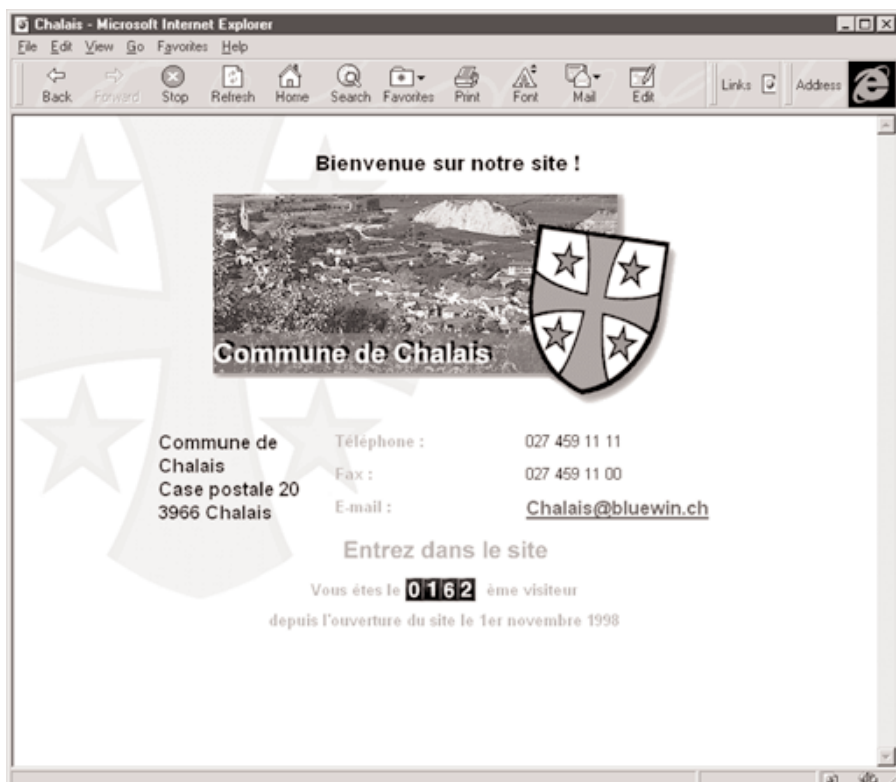 Chalais - Microsoft Internet Explorer
File Edit View Go Favorites Help
Back Forward Stop Refresh Home Search Favorites Print Font Mail Edit Links Address
Bienvenue sur notre site !
Commune de Chalais
Commune de
Chalais
Case postale 20
3966 Chalais
Téléphone : 027 459 11 11
Fax : 027 459 11 00
E-mail : Chalais@bluewin.ch
Entrez dans le site
Vous étes le 0162 ème visiteur
depuis l'ouverture du site le 1er novembre 1998